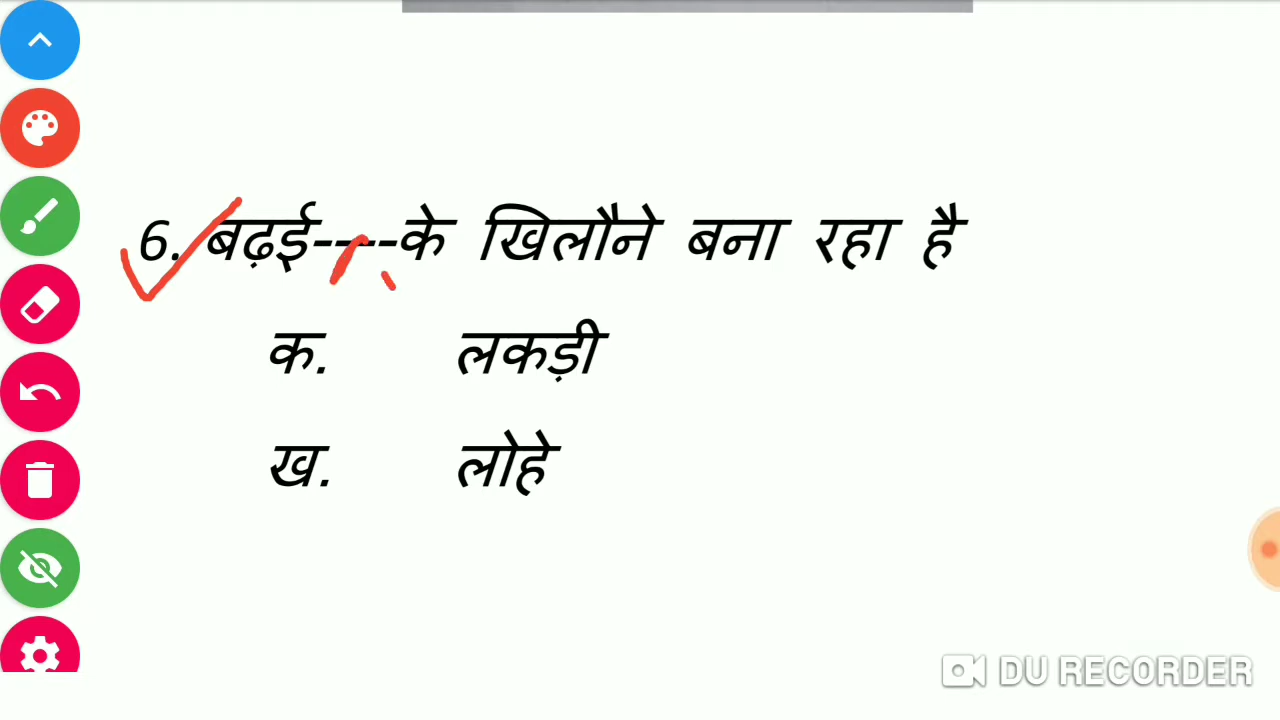 6. बढ़ई----के खिलौने बना रहा है
क. लकड़ी
ख. लोहे
DU RECORDER